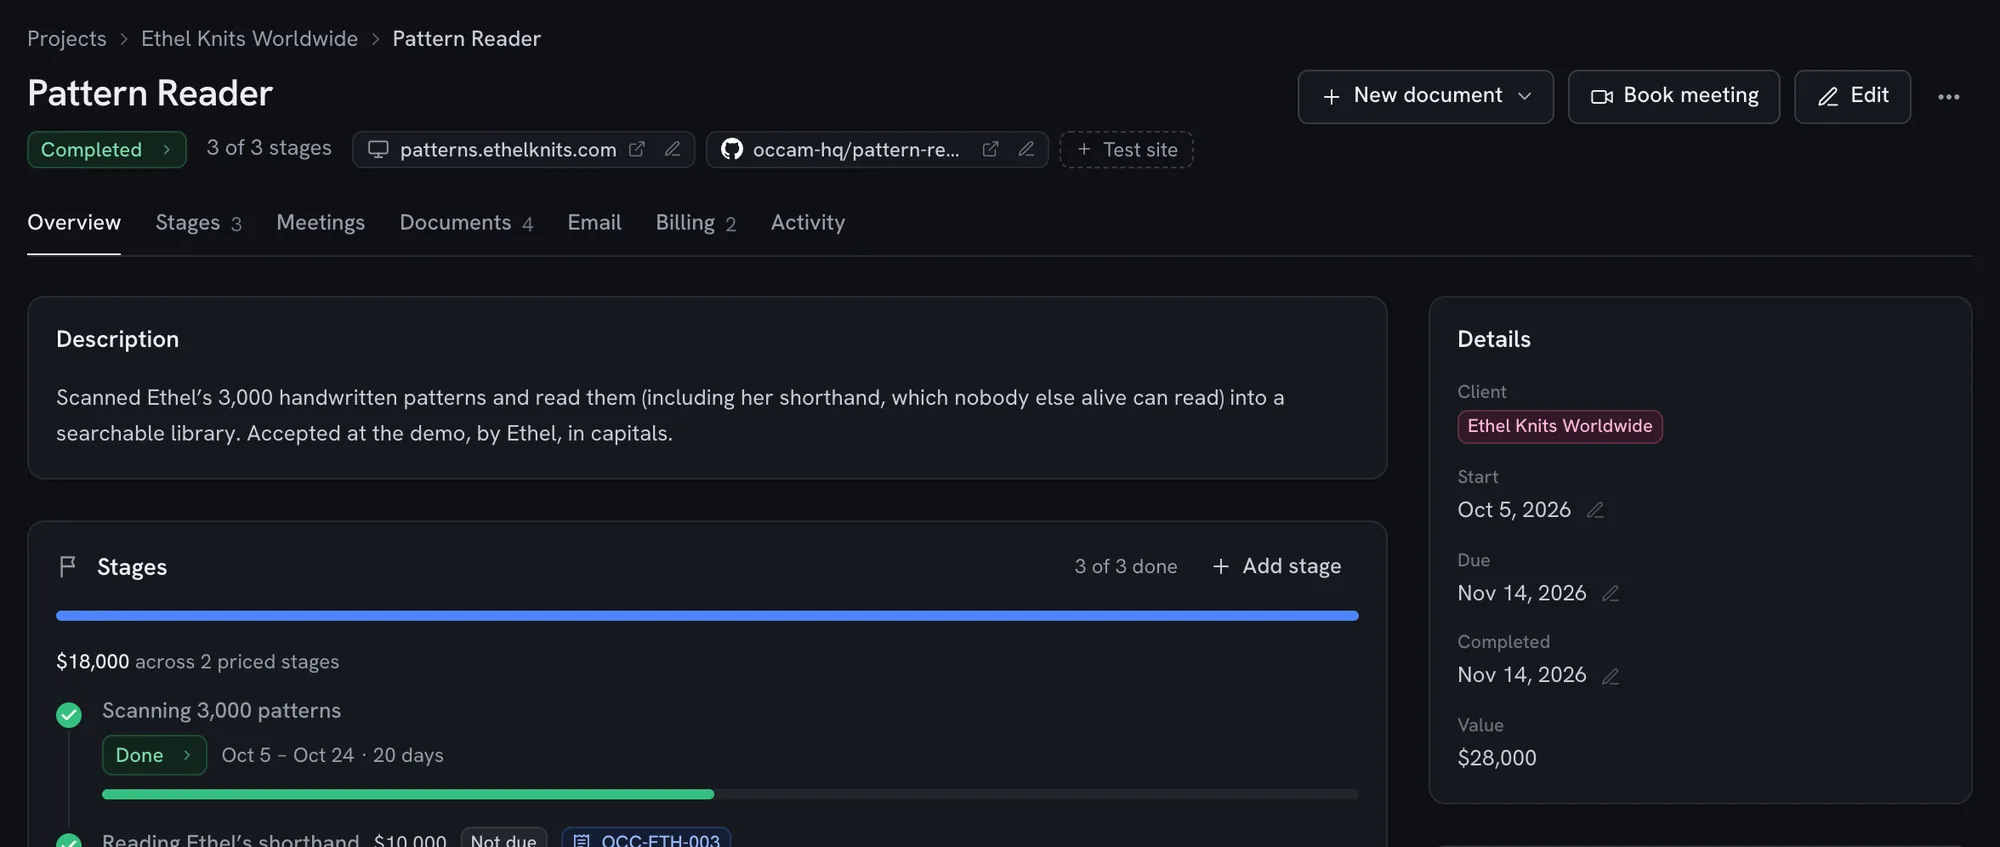 Projects > Ethel Knits Worldwide > Pattern Reader
Pattern Reader
+ New document
Book meeting
Edit
Completed
3 of 3 stages
patterns.ethelknits.com
occam-hq/pattern-re...
+ Test site
Overview
Stages 3
Meetings
Documents 4
Email
Billing 2
Activity
Description
Scanned Ethel’s 3,000 handwritten patterns and read them (including her shorthand, which nobody else alive can read) into a
searchable library. Accepted at the demo, by Ethel, in capitals.
Stages
3 of 3 done
+ Add stage
$18,000 across 2 priced stages
Scanning 3,000 patterns
Done
Oct 5 – Oct 24 · 20 days
Reading Ethel’s shorthand $10,000 Not due OCC-ETH-003
Details
Client
Ethel Knits Worldwide
Start
Oct 5, 2026
Due
Nov 14, 2026
Completed
Nov 14, 2026
Value
$28,000